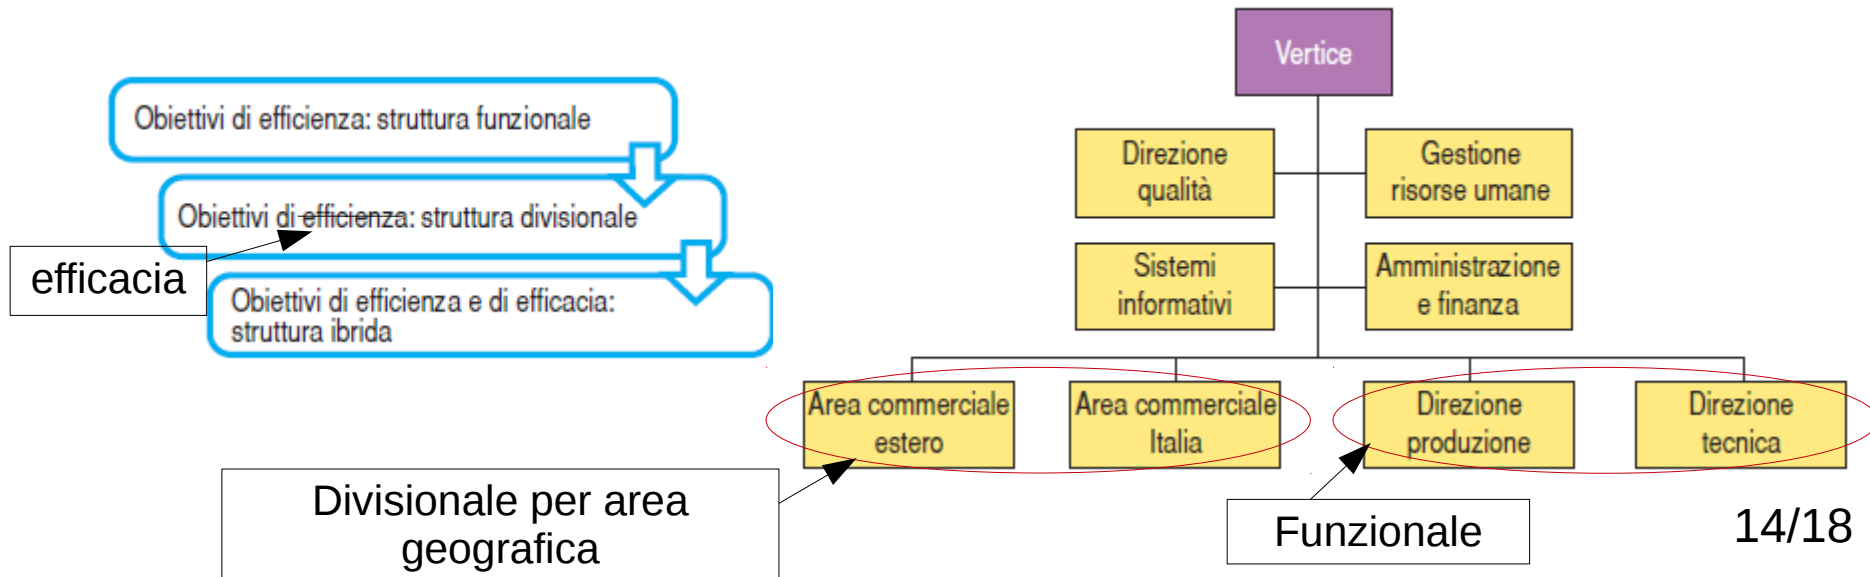 Obiettivi di efficienza: struttura funzionale
Obiettivi di efficienza: struttura divisionale
efficacia
Obiettivi di efficienza e di efficacia:
struttura ibrida
Vertice
Direzione
qualità
Gestione
risorse umane
Sistemi
informativi
Amministrazione
e finanza
Area commerciale
estero
Area commerciale
Italia
Direzione
produzione
Direzione
tecnica
Divisionale per area
geografica
Funzionale
14/18